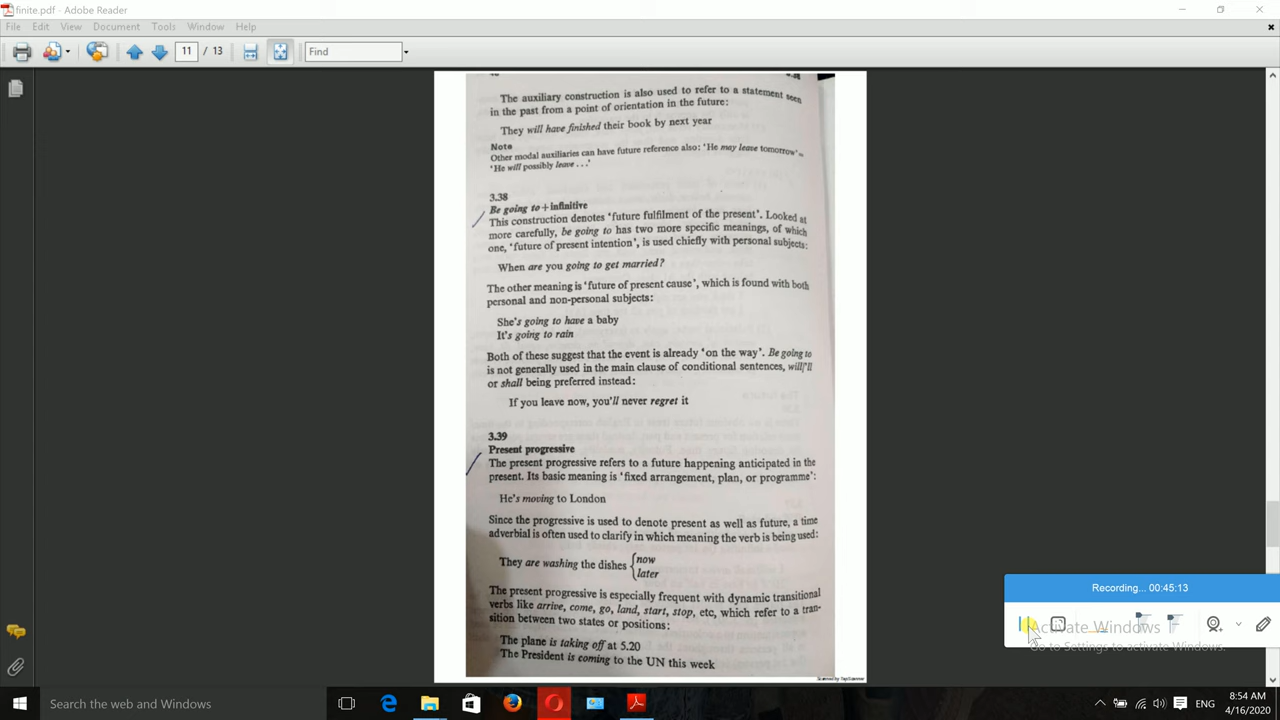 finite.pdf - Adobe Reader
File Edit View Document Tools Window Help
11 / 13 Find
The auxiliary construction is also used to refer to a statement seen
in the past from a point of orientation in the future:
They will have finished their book by next year
Note
Other modal auxiliaries can have future reference also: ‘He may leave tomorrow’=
‘He will possibly leave . . .’
3.38
Be going to + infinitive
This construction denotes ‘future fulfilment of the present’. Looked at
more carefully, be going to has two more specific meanings, of which
one, ‘future of present intention’, is used chiefly with personal subjects:
When are you going to get married?
The other meaning is ‘future of present cause’, which is found with both
personal and non-personal subjects:
She's going to have a baby
It's going to rain
Both of these suggest that the event is already ‘on the way’. Be going to
is not generally used in the main clause of conditional sentences, will/'ll
or shall being preferred instead:
If you leave now, you'll never regret it
3.39
Present progressive
The present progressive refers to a future happening anticipated in the
present. Its basic meaning is ‘fixed arrangement, plan, or programme’:
He's moving to London
Since the progressive is used to denote present as well as future, a time
adverbial is often used to clarify in which meaning the verb is being used:
They are washing the dishes { now
later
The present progressive is especially frequent with dynamic transitional
verbs like arrive, come, go, land, start, stop, etc, which refer to a tran-
sition between two states or positions:
The plane is taking off at 5.20
The President is coming to the UN this week
Scanned by TapScanner
Recording... 00:45:13
Activate Windows
Go to Settings to activate Windows.
Search the web and Windows
ENG
8:54 AM
4/16/2020